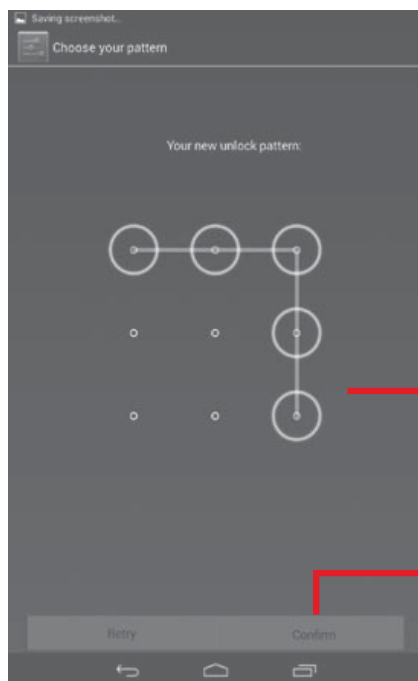 Saving screenshot...
Choose your pattern
Your new unlock pattern:
Retry
Confirm